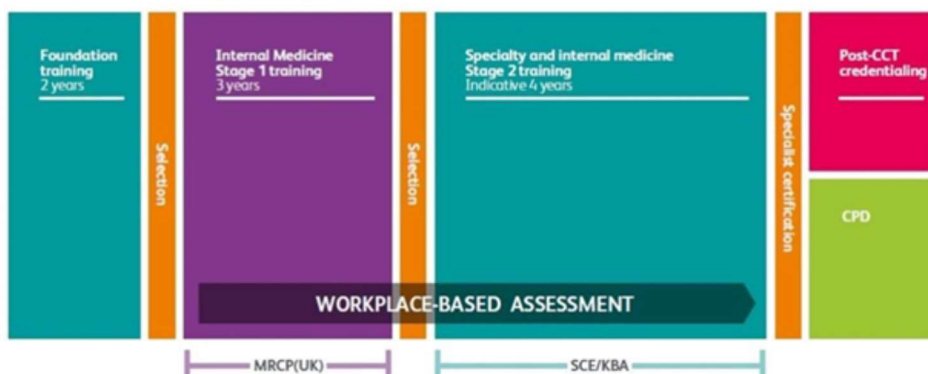 Foundation
training
2 years
Selection
Internal Medicine
Stage 1 training
3 years
Selection
Specialty and internal medicine
Stage 2 training
Indicative 4 years
Specialist certification
Post-CCT
credentialing
CPD
WORKPLACE-BASED ASSESSMENT
MRCP(UK)
SCE/KBA